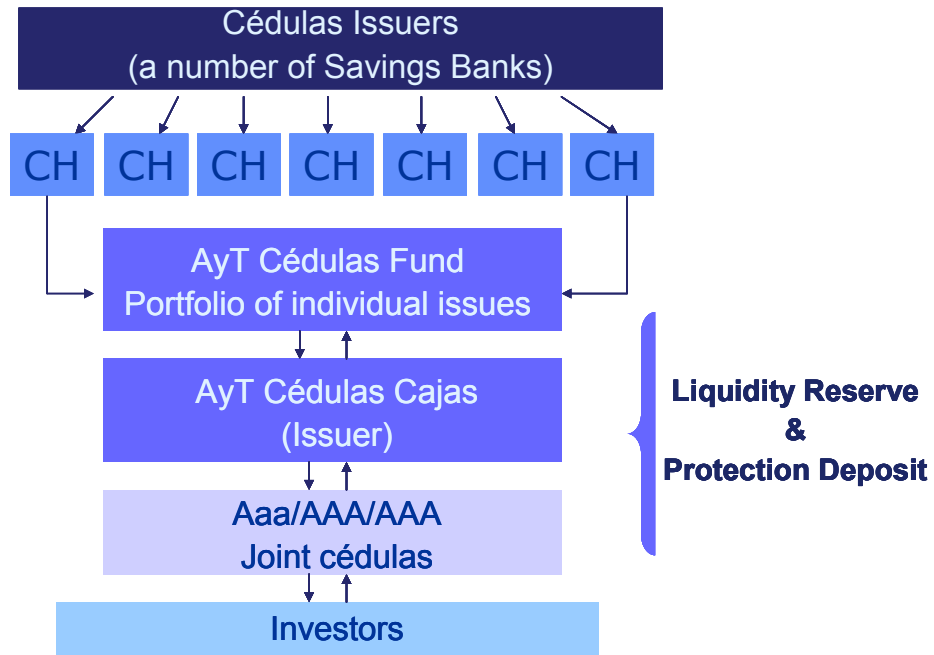 Cédulas Issuers
(a number of Savings Banks)
CH CH CH CH CH CH CH
AyT Cédulas Fund
Portfolio of individual issues
AyT Cédulas Cajas
(Issuer)
Liquidity Reserve
&
Protection Deposit
Aaa/AAA/AAA
Joint cédulas
Investors